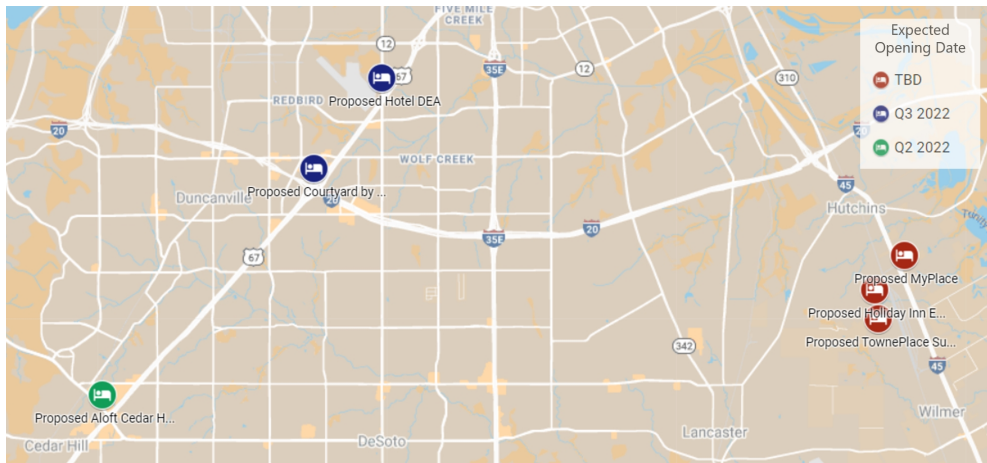 FIVE MILE
CREEK
Expected
Opening Date
TBD
Q3 2022
Q2 2022
12
67
35E
12
310
Proposed Hotel DEA
REDBIRD
20
20
WOLF CREEK
Proposed Courtyard by ...
20
Duncanville
45
Hutchins
Trinity
67
35E
20
Proposed MyPlace
Proposed Holiday Inn E...
Proposed TownePlace Su...
342
45
Proposed Aloft Cedar H...
Cedar Hill
DeSoto
Lancaster
Wilmer